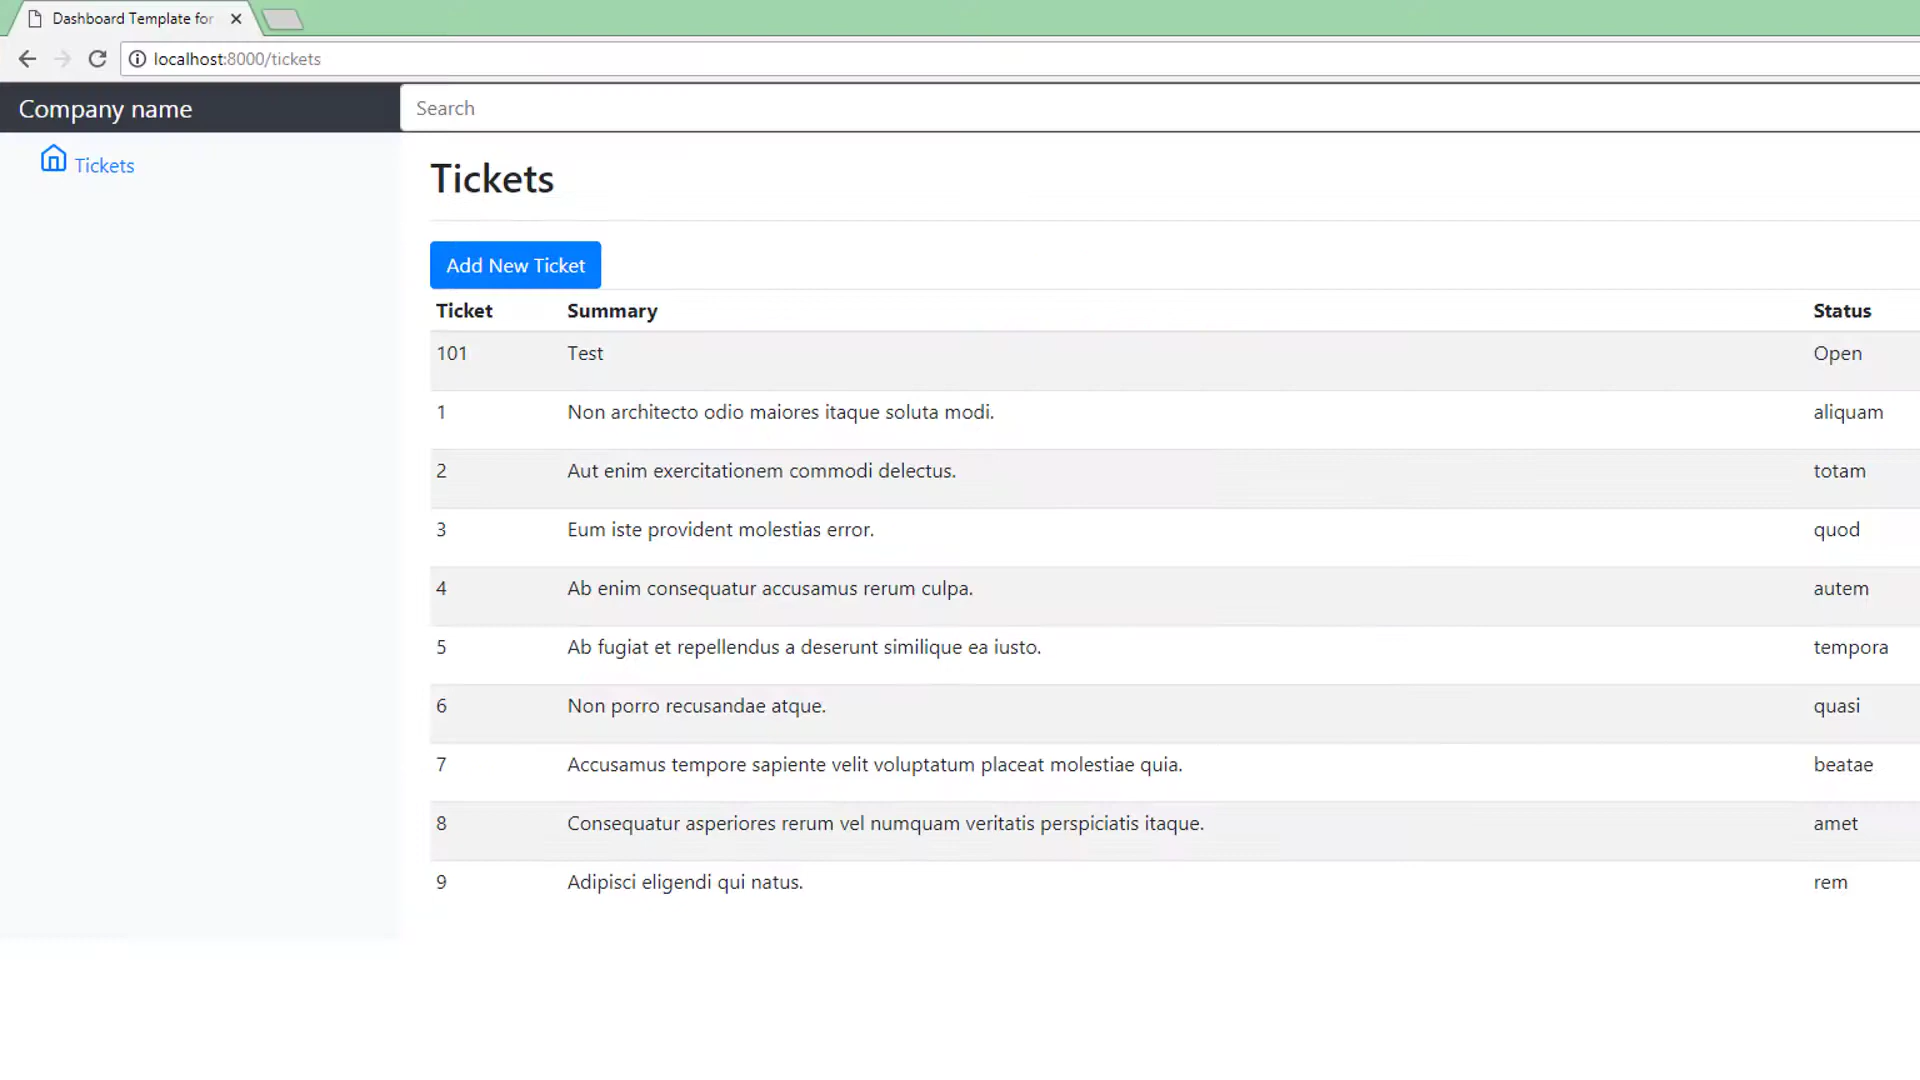 Dashboard Template for
localhost:8000/tickets
Company name
Search
Tickets
Tickets
Add New Ticket
Ticket Summary Status
101 Test Open
1 Non architecto odio maiores itaque soluta modi. aliquam
2 Aut enim exercitationem commodi delectus. totam
3 Eum iste provident molestias error. quod
4 Ab enim consequatur accusamus rerum culpa. autem
5 Ab fugiat et repellendus a deserunt similique ea iusto. tempora
6 Non porro recusandae atque. quasi
7 Accusamus tempore sapiente velit voluptatum placeat molestiae quia. beatae
8 Consequatur asperiores rerum vel numquam veritatis perspiciatis itaque. amet
9 Adipisci eligendi qui natus. rem